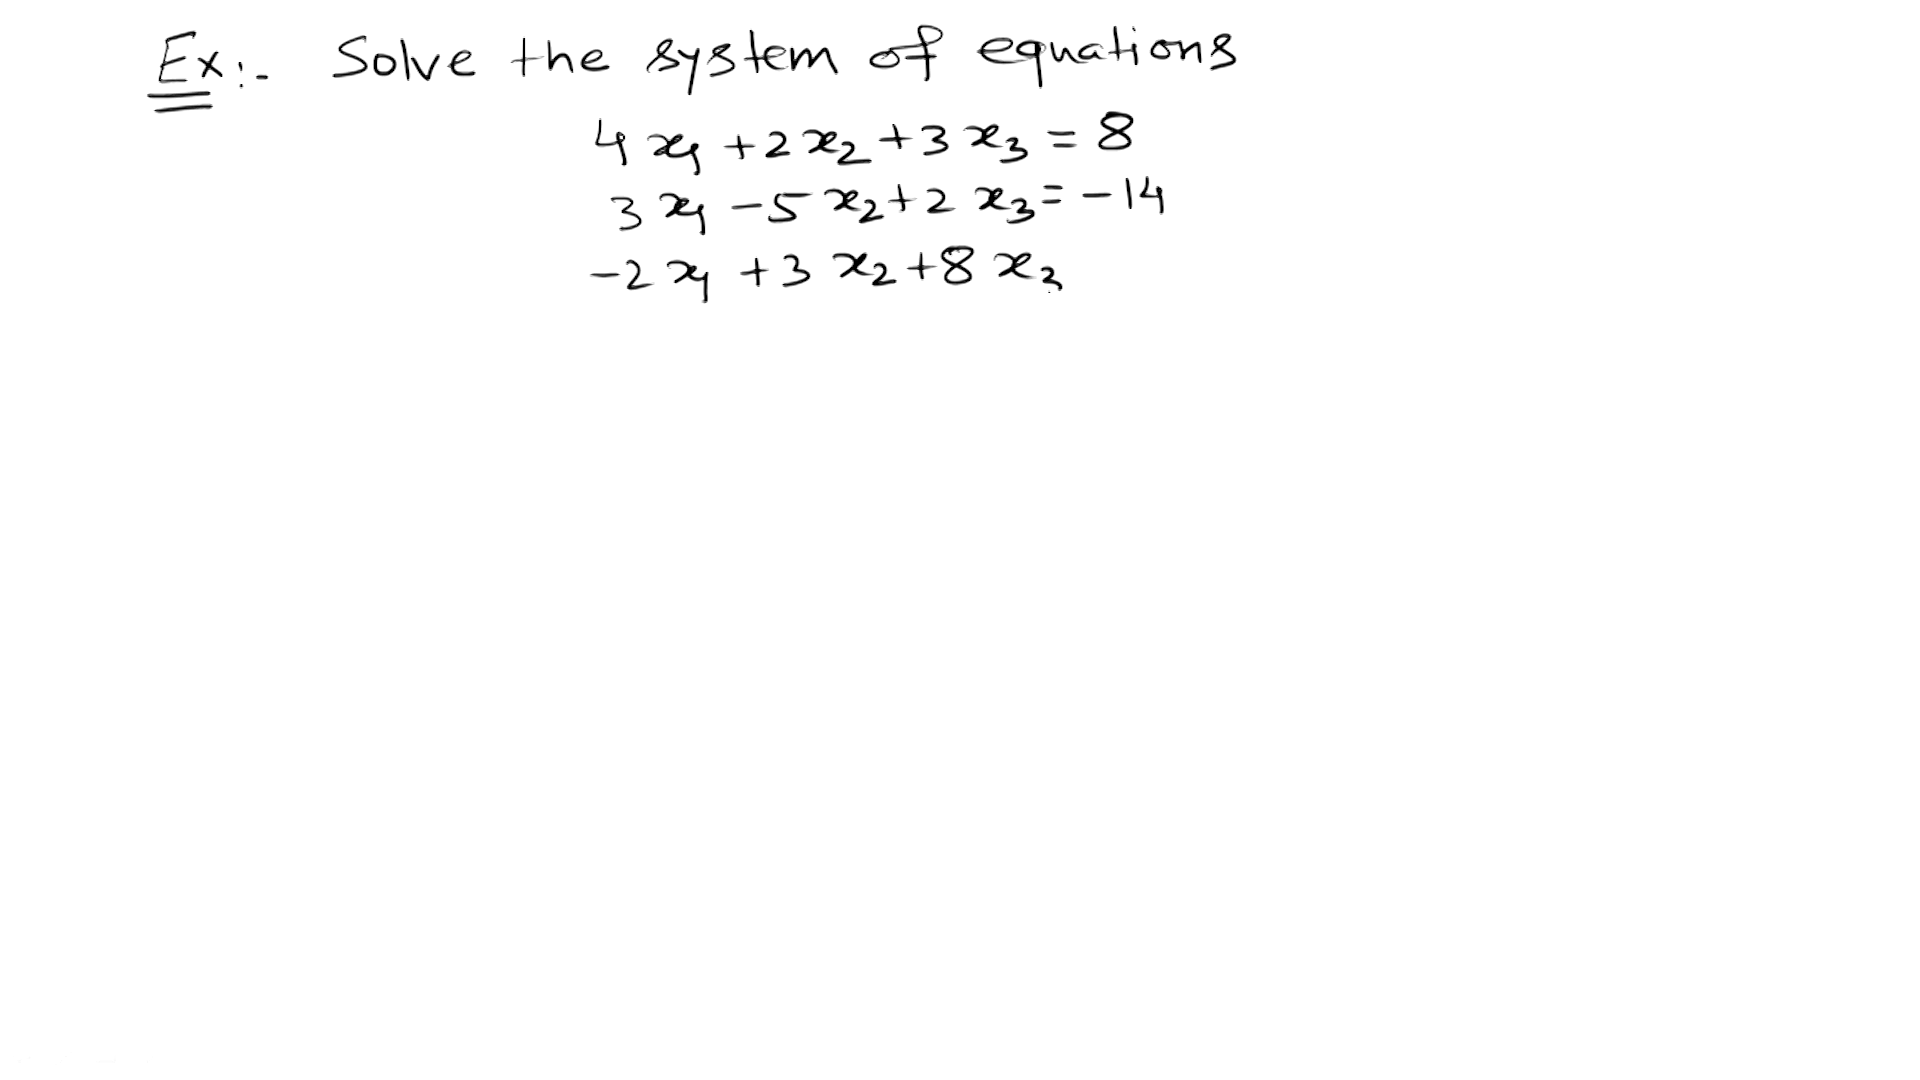 Ex:- Solve the system of equations
4x₁ + 2x₂ + 3x₃ = 8
3x₁ - 5x₂ + 2x₃ = -14
-2x₁ + 3x₂ + 8x₃